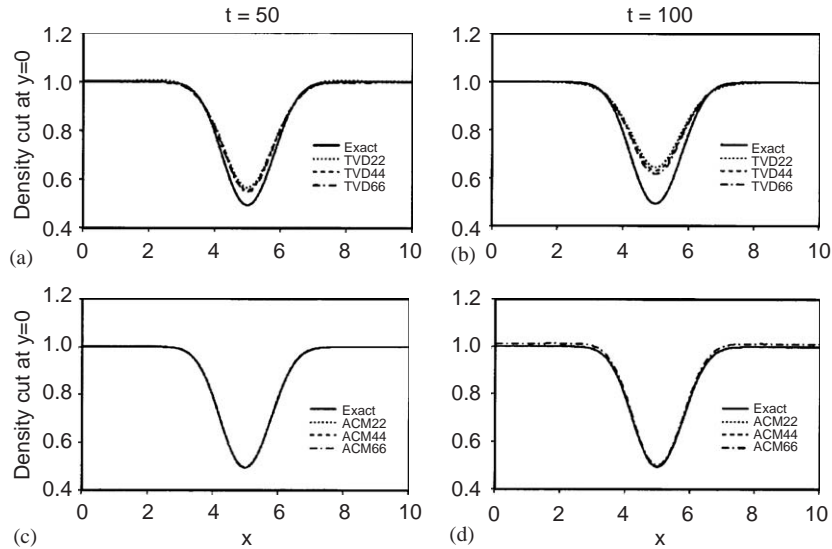 t = 50
t = 100
Density cut at y=0
1.2
1.0
0.8
0.6
0.4
Exact
TVD22
TVD44
TVD66
0 2 4 6 8 10
(a)
1.2
1.0
0.8
0.6
0.4
Exact
TVD22
TVD44
TVD66
0 2 4 6 8 10
(b)
Density cut at y=0
1.2
1.0
0.8
0.6
0.4
Exact
ACM22
ACM44
ACM66
0 2 4 6 8 10
(c)
x
1.2
1.0
0.8
0.6
0.4
Exact
ACM22
ACM44
ACM66
0 2 4 6 8 10
(d)
x